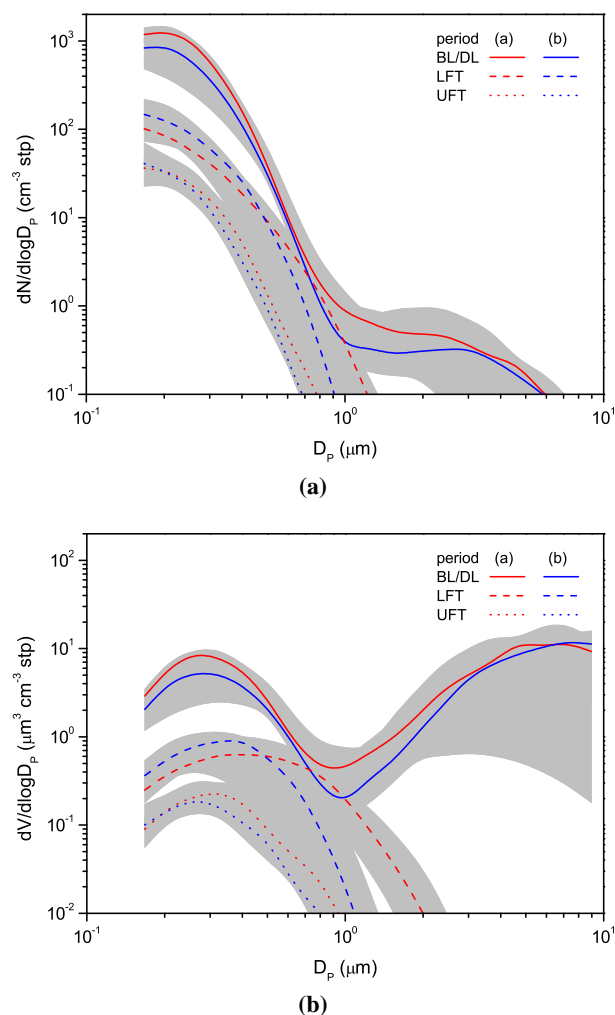 period (a) (b)
BL/DL
LFT
UFT
10³
10²
10¹
10⁰
10⁻¹
dN/dlogD_P (cm⁻³ stp)
10⁻¹ 10⁰ 10¹
D_P (μm)
(a)
period (a) (b)
BL/DL
LFT
UFT
10²
10¹
10⁰
10⁻¹
10⁻²
dV/dlogD_P (μm³ cm⁻³ stp)
10⁻¹ 10⁰ 10¹
D_P (μm)
(b)